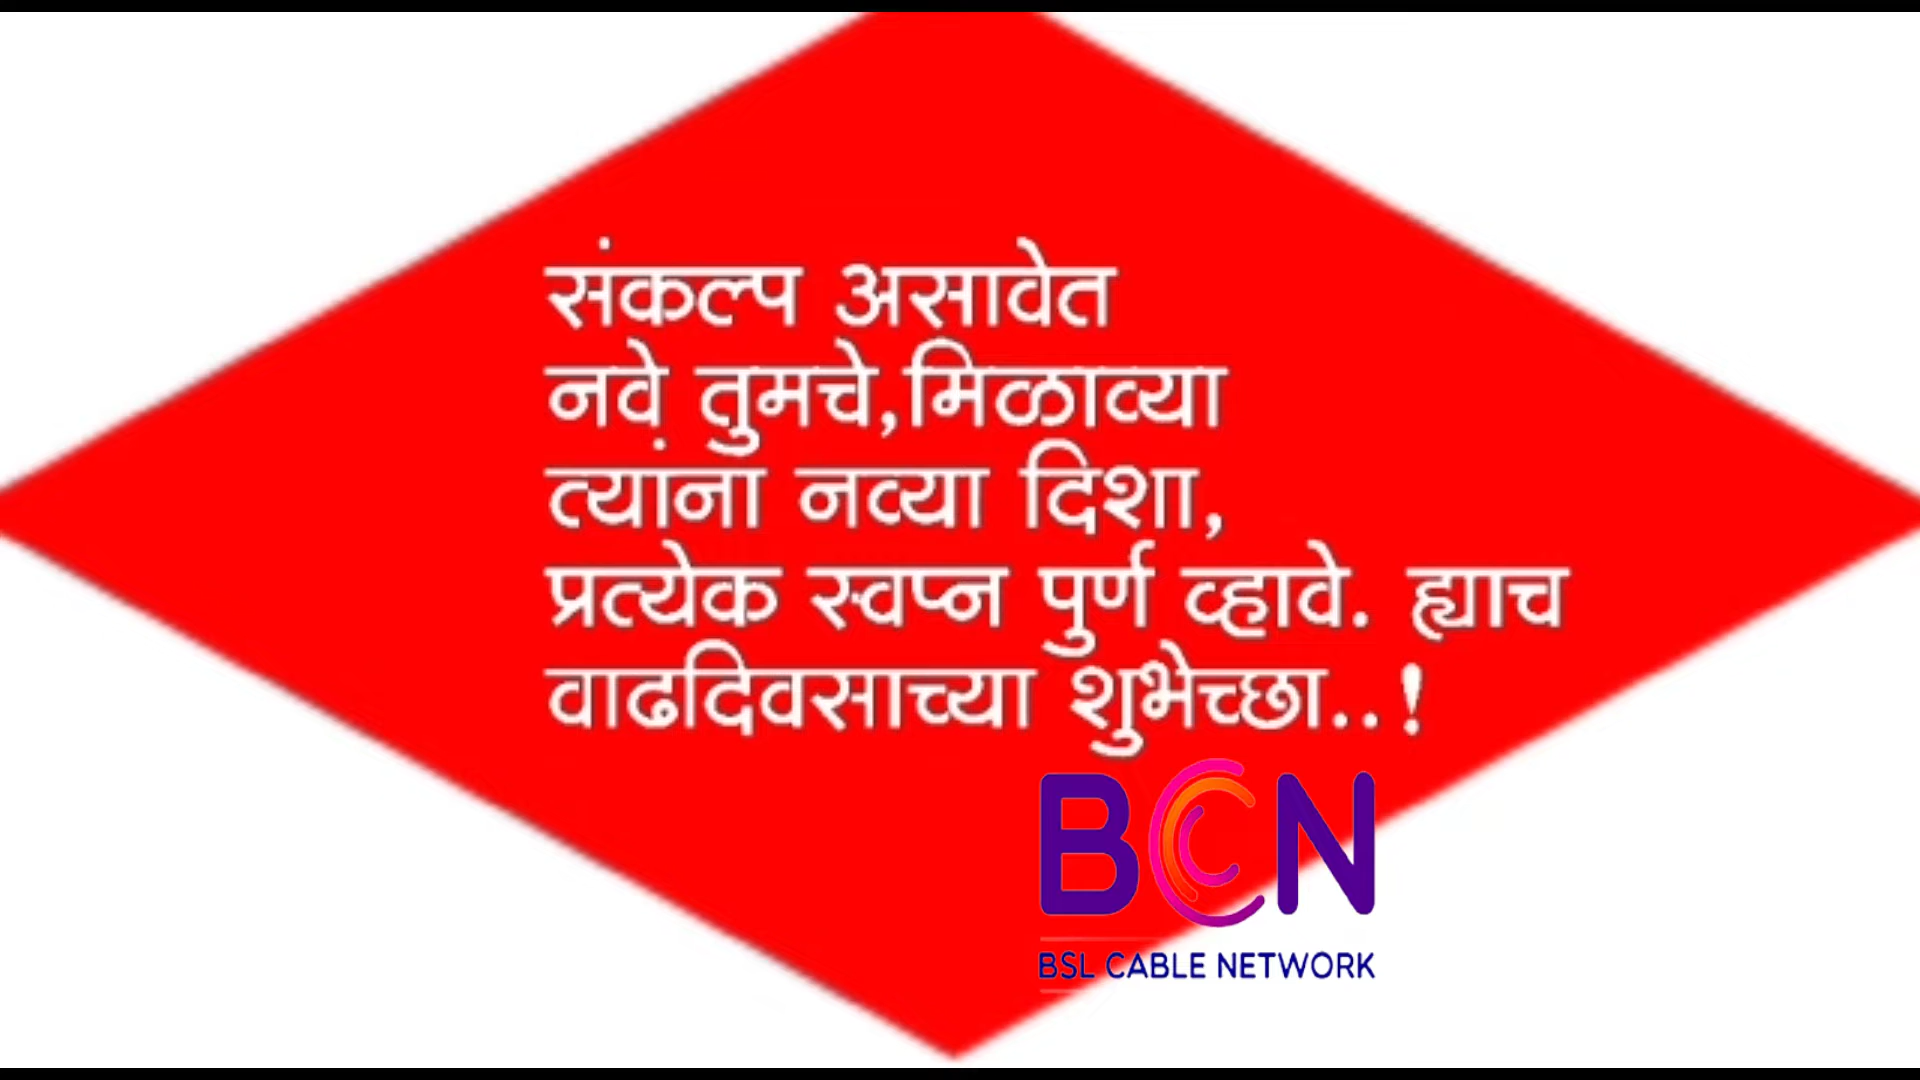 संकल्प असावेत
नवे तुमचे,मिळाव्या
त्यांना नव्या दिशा,
प्रत्येक स्वप्न पुर्ण व्हावे. ह्याच
वाढदिवसाच्या शुभेच्छा..!
BCN
BSL CABLE NETWORK